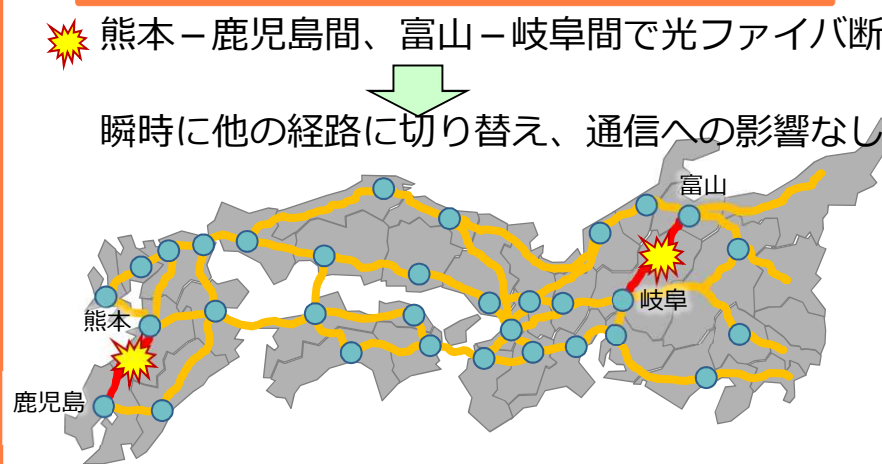 熊本－鹿児島間、富山－岐阜間で光ファイバ断
瞬時に他の経路に切り替え、通信への影響なし
富山
岐阜
熊本
鹿児島